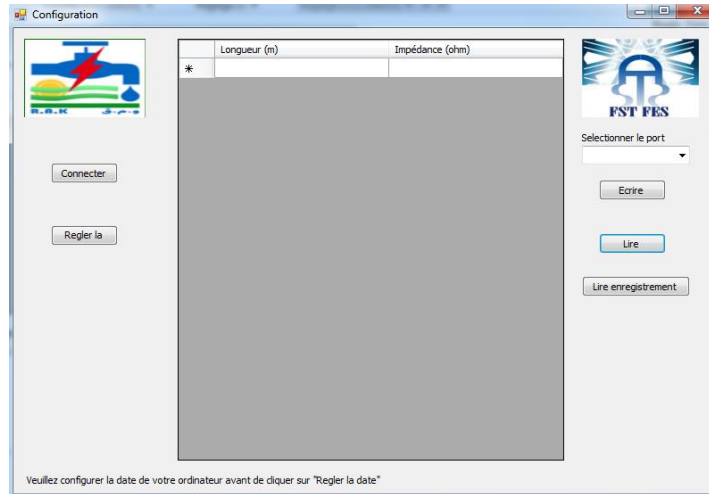 Configuration
Longueur (m) Impédance (ohm)
*
R.A.K و.م.ق
FST FES
Selectionner le port
Connecter
Ecrire
Regler la
Lire
Lire enregistrement
Veuillez configurer la date de votre ordinateur avant de cliquer sur "Regler la date"